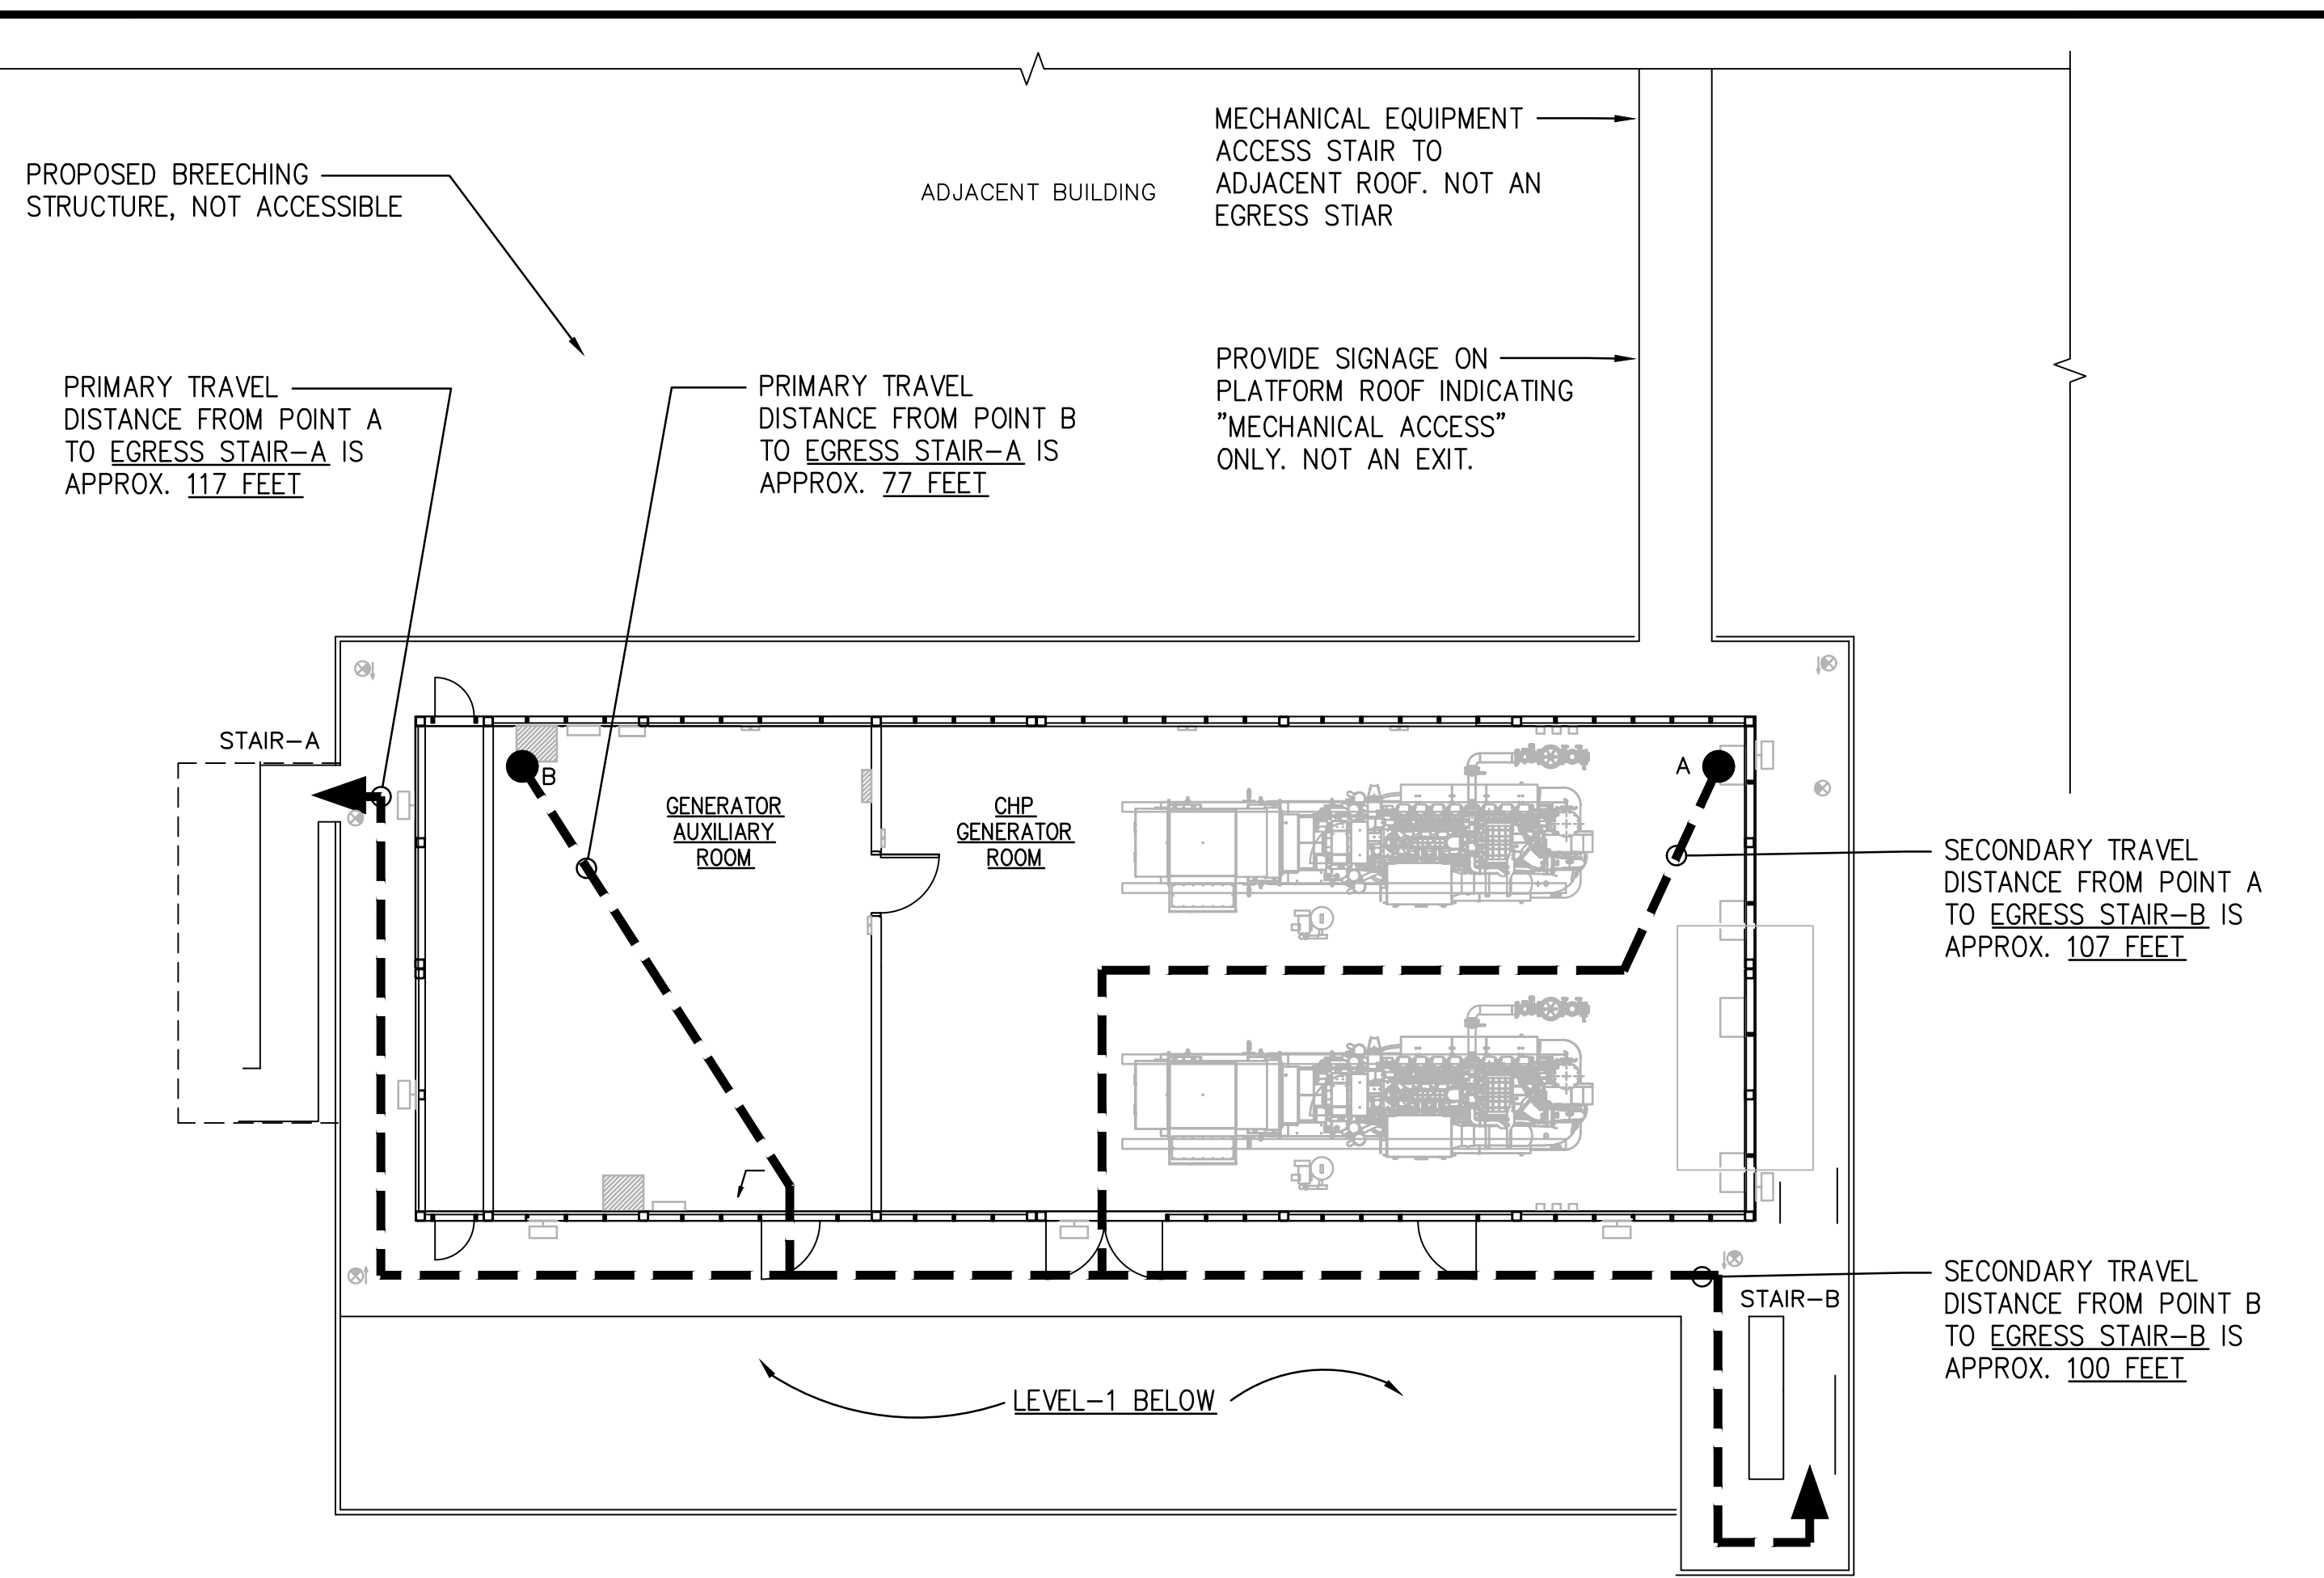 PROPOSED BREECHING
STRUCTURE, NOT ACCESSIBLE
ADJACENT BUILDING
MECHANICAL EQUIPMENT
ACCESS STAIR TO
ADJACENT ROOF. NOT AN
EGRESS STIAR
PRIMARY TRAVEL
DISTANCE FROM POINT A
TO EGRESS STAIR-A IS
APPROX. 117 FEET
PRIMARY TRAVEL
DISTANCE FROM POINT B
TO EGRESS STAIR-A IS
APPROX. 77 FEET
PROVIDE SIGNAGE ON
PLATFORM ROOF INDICATING
"MECHANICAL ACCESS"
ONLY. NOT AN EXIT.
STAIR-A
B
A
GENERATOR
AUXILIARY
ROOM
CHP
GENERATOR
ROOM
SECONDARY TRAVEL
DISTANCE FROM POINT A
TO EGRESS STAIR-B IS
APPROX. 107 FEET
STAIR-B
SECONDARY TRAVEL
DISTANCE FROM POINT B
TO EGRESS STAIR-B IS
APPROX. 100 FEET
LEVEL-1 BELOW